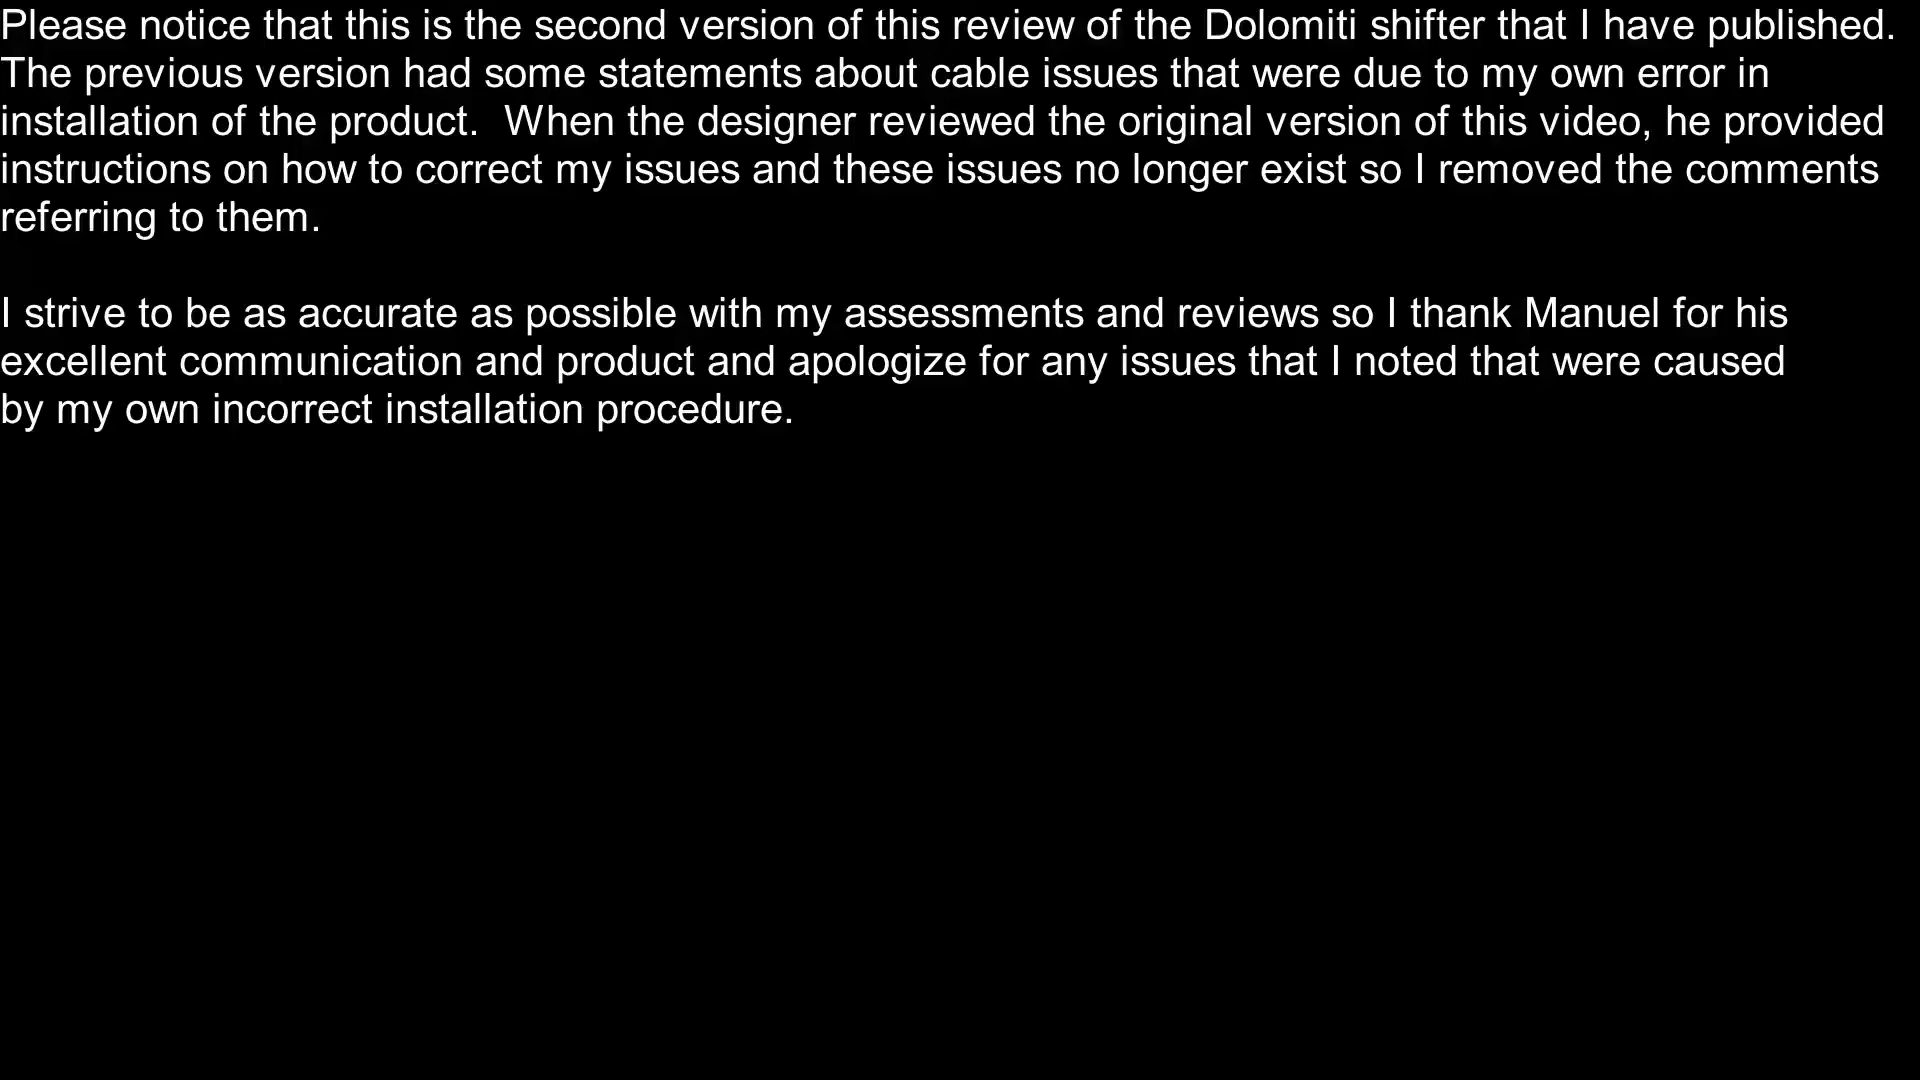 Please notice that this is the second version of this review of the Dolomiti shifter that I have published.
The previous version had some statements about cable issues that were due to my own error in
installation of the product.  When the designer reviewed the original version of this video, he provided
instructions on how to correct my issues and these issues no longer exist so I removed the comments
referring to them.

I strive to be as accurate as possible with my assessments and reviews so I thank Manuel for his
excellent communication and product and apologize for any issues that I noted that were caused
by my own incorrect installation procedure.